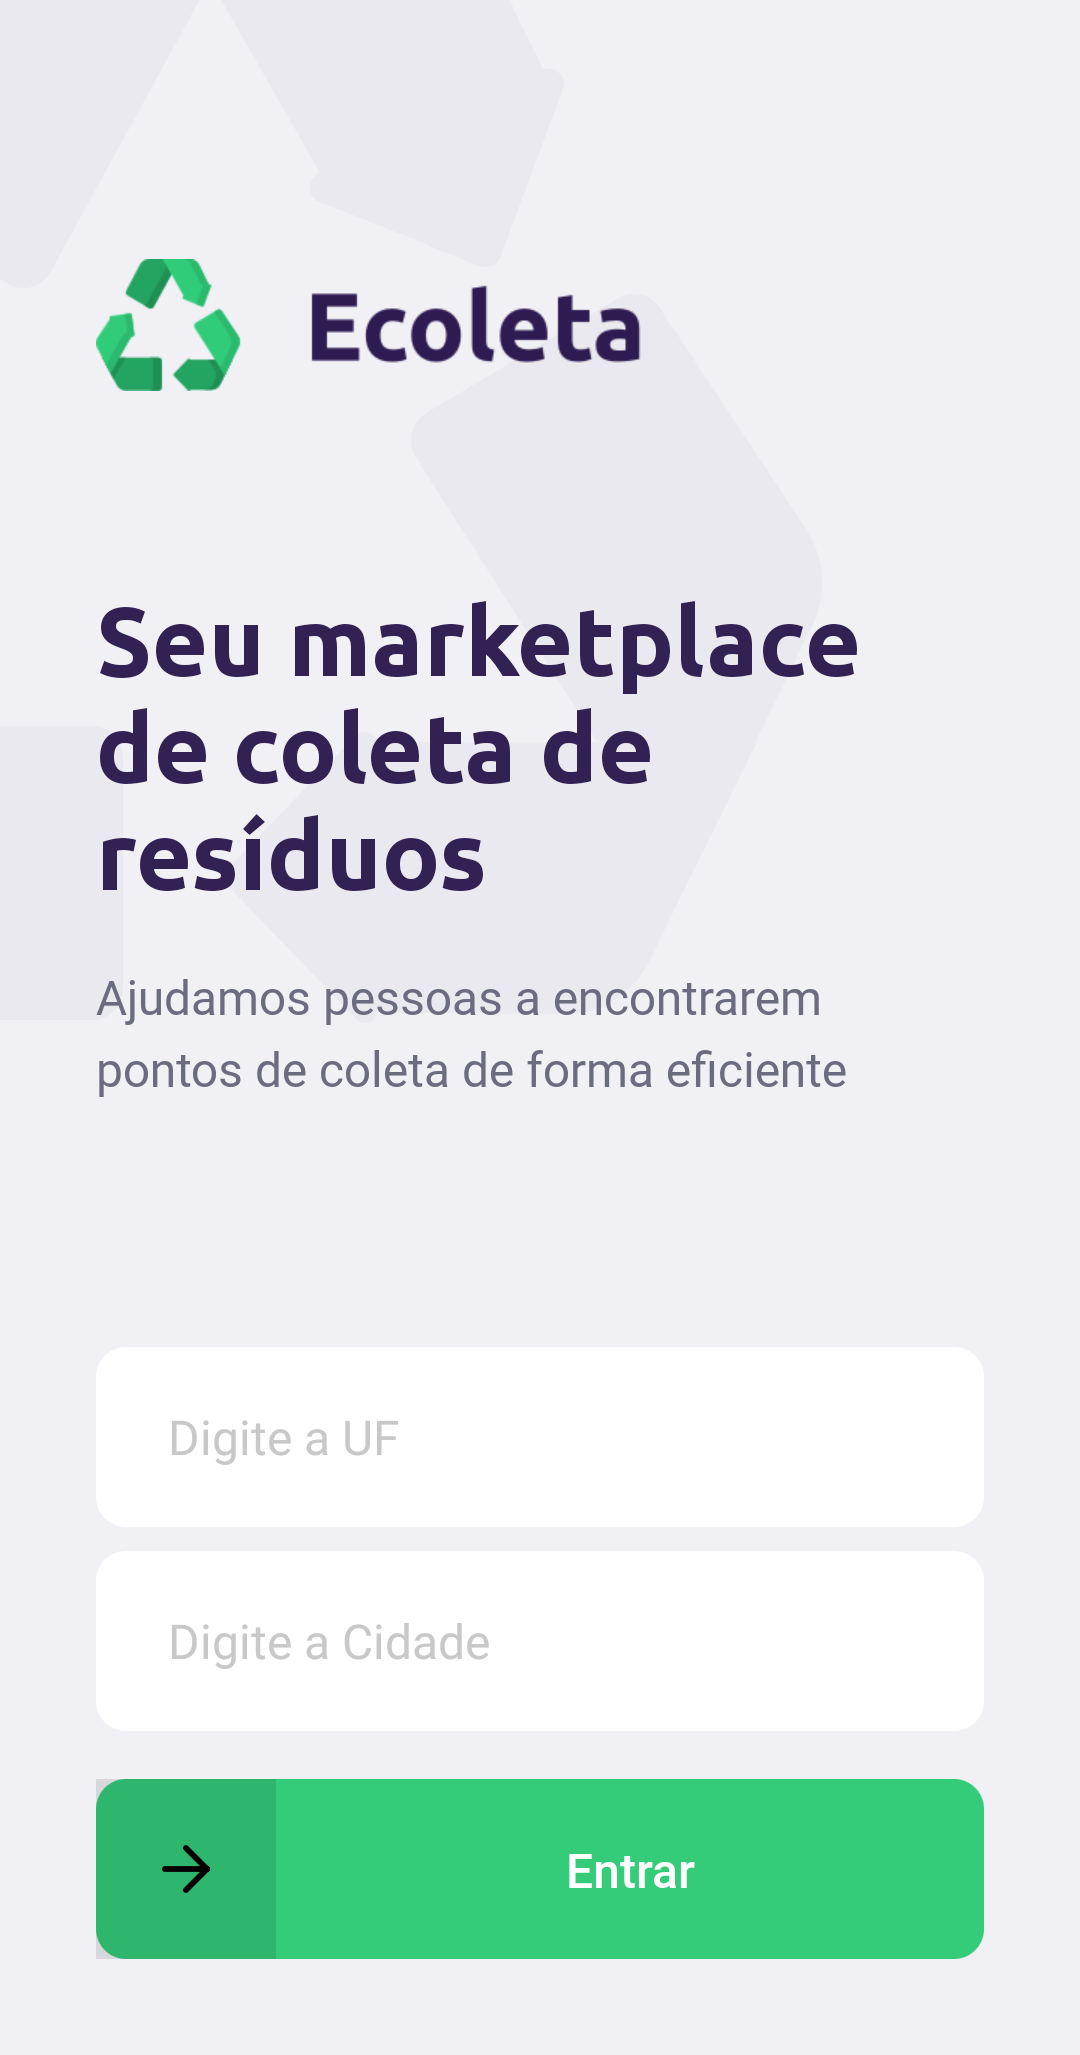 Ecoleta
Seu marketplace
de coleta de
resíduos
Ajudamos pessoas a encontrarem
pontos de coleta de forma eficiente
Digite a UF
Digite a Cidade
Entrar